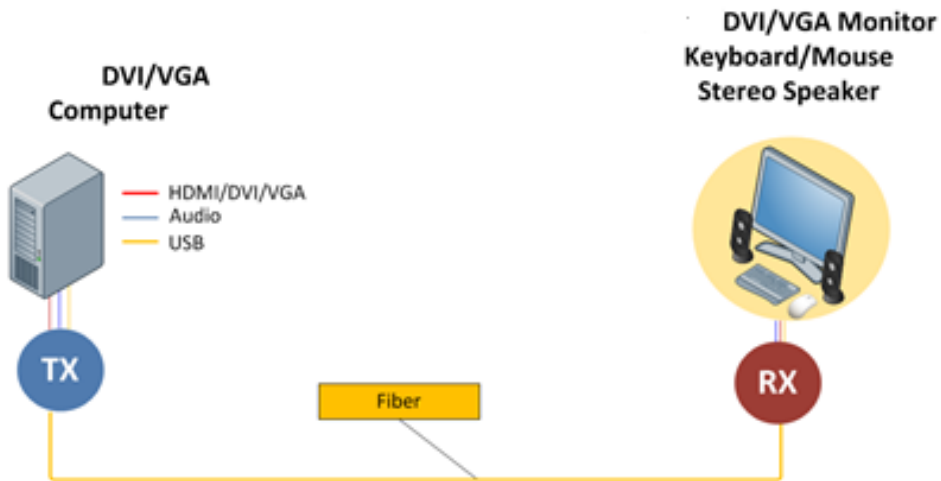 DVI/VGA Monitor
Keyboard/Mouse
Stereo Speaker
DVI/VGA
Computer
HDMI/DVI/VGA
Audio
USB
TX
RX
Fiber